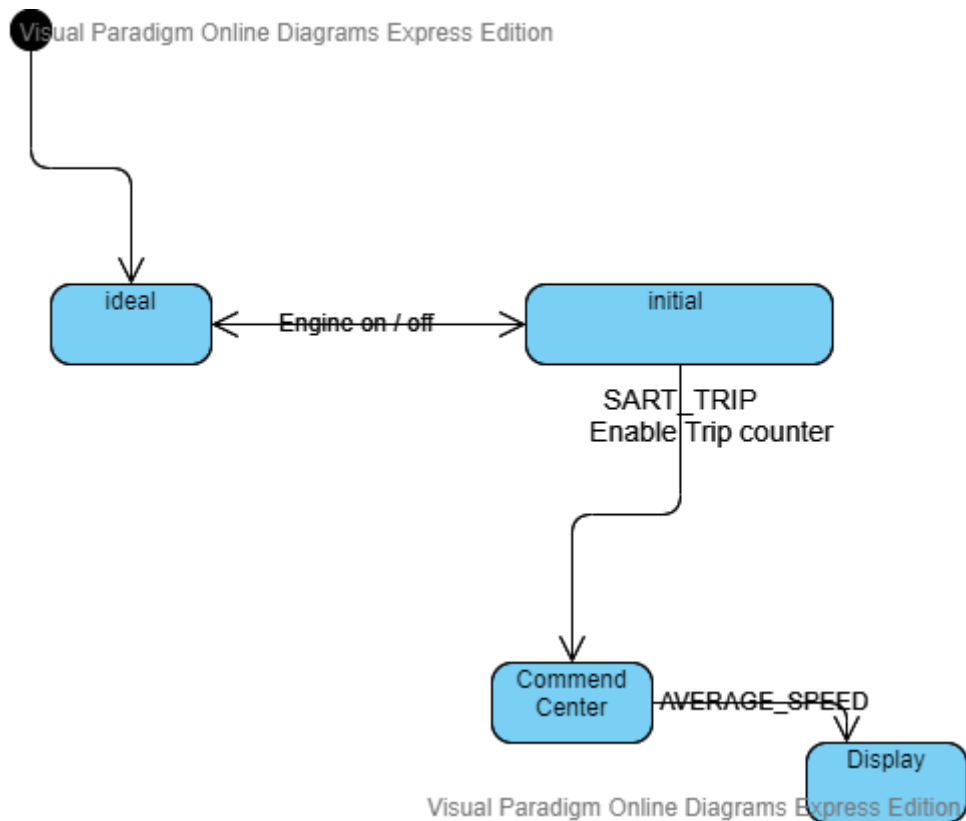 Visual Paradigm Online Diagrams Express Edition
ideal
Engine on / off
initial
SART_TRIP
Enable Trip counter
Commend
Center
AVERAGE_SPEED
Display
Visual Paradigm Online Diagrams Express Edition